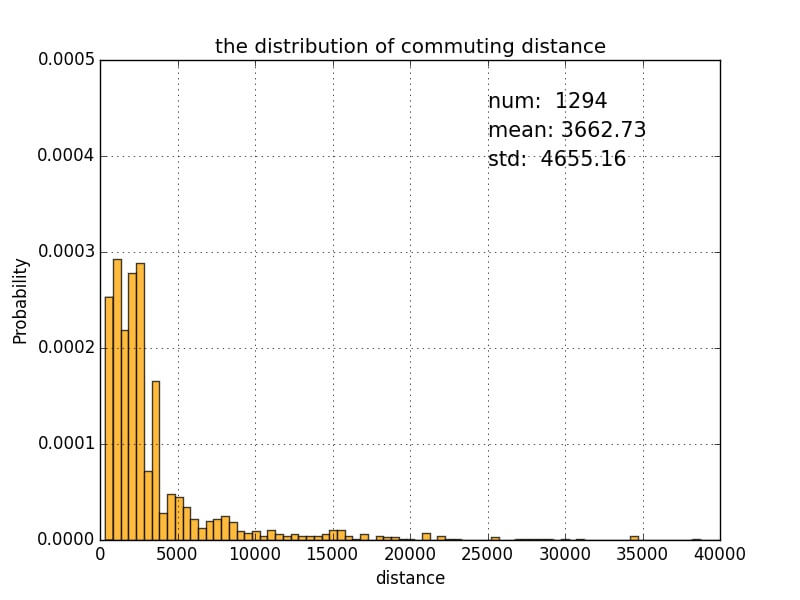 the distribution of commuting distance
num:  1294
mean: 3662.73
std:  4655.16
Probability
0.0005
0.0004
0.0003
0.0002
0.0001
0.0000
0 5000 10000 15000 20000 25000 30000 35000 40000
distance